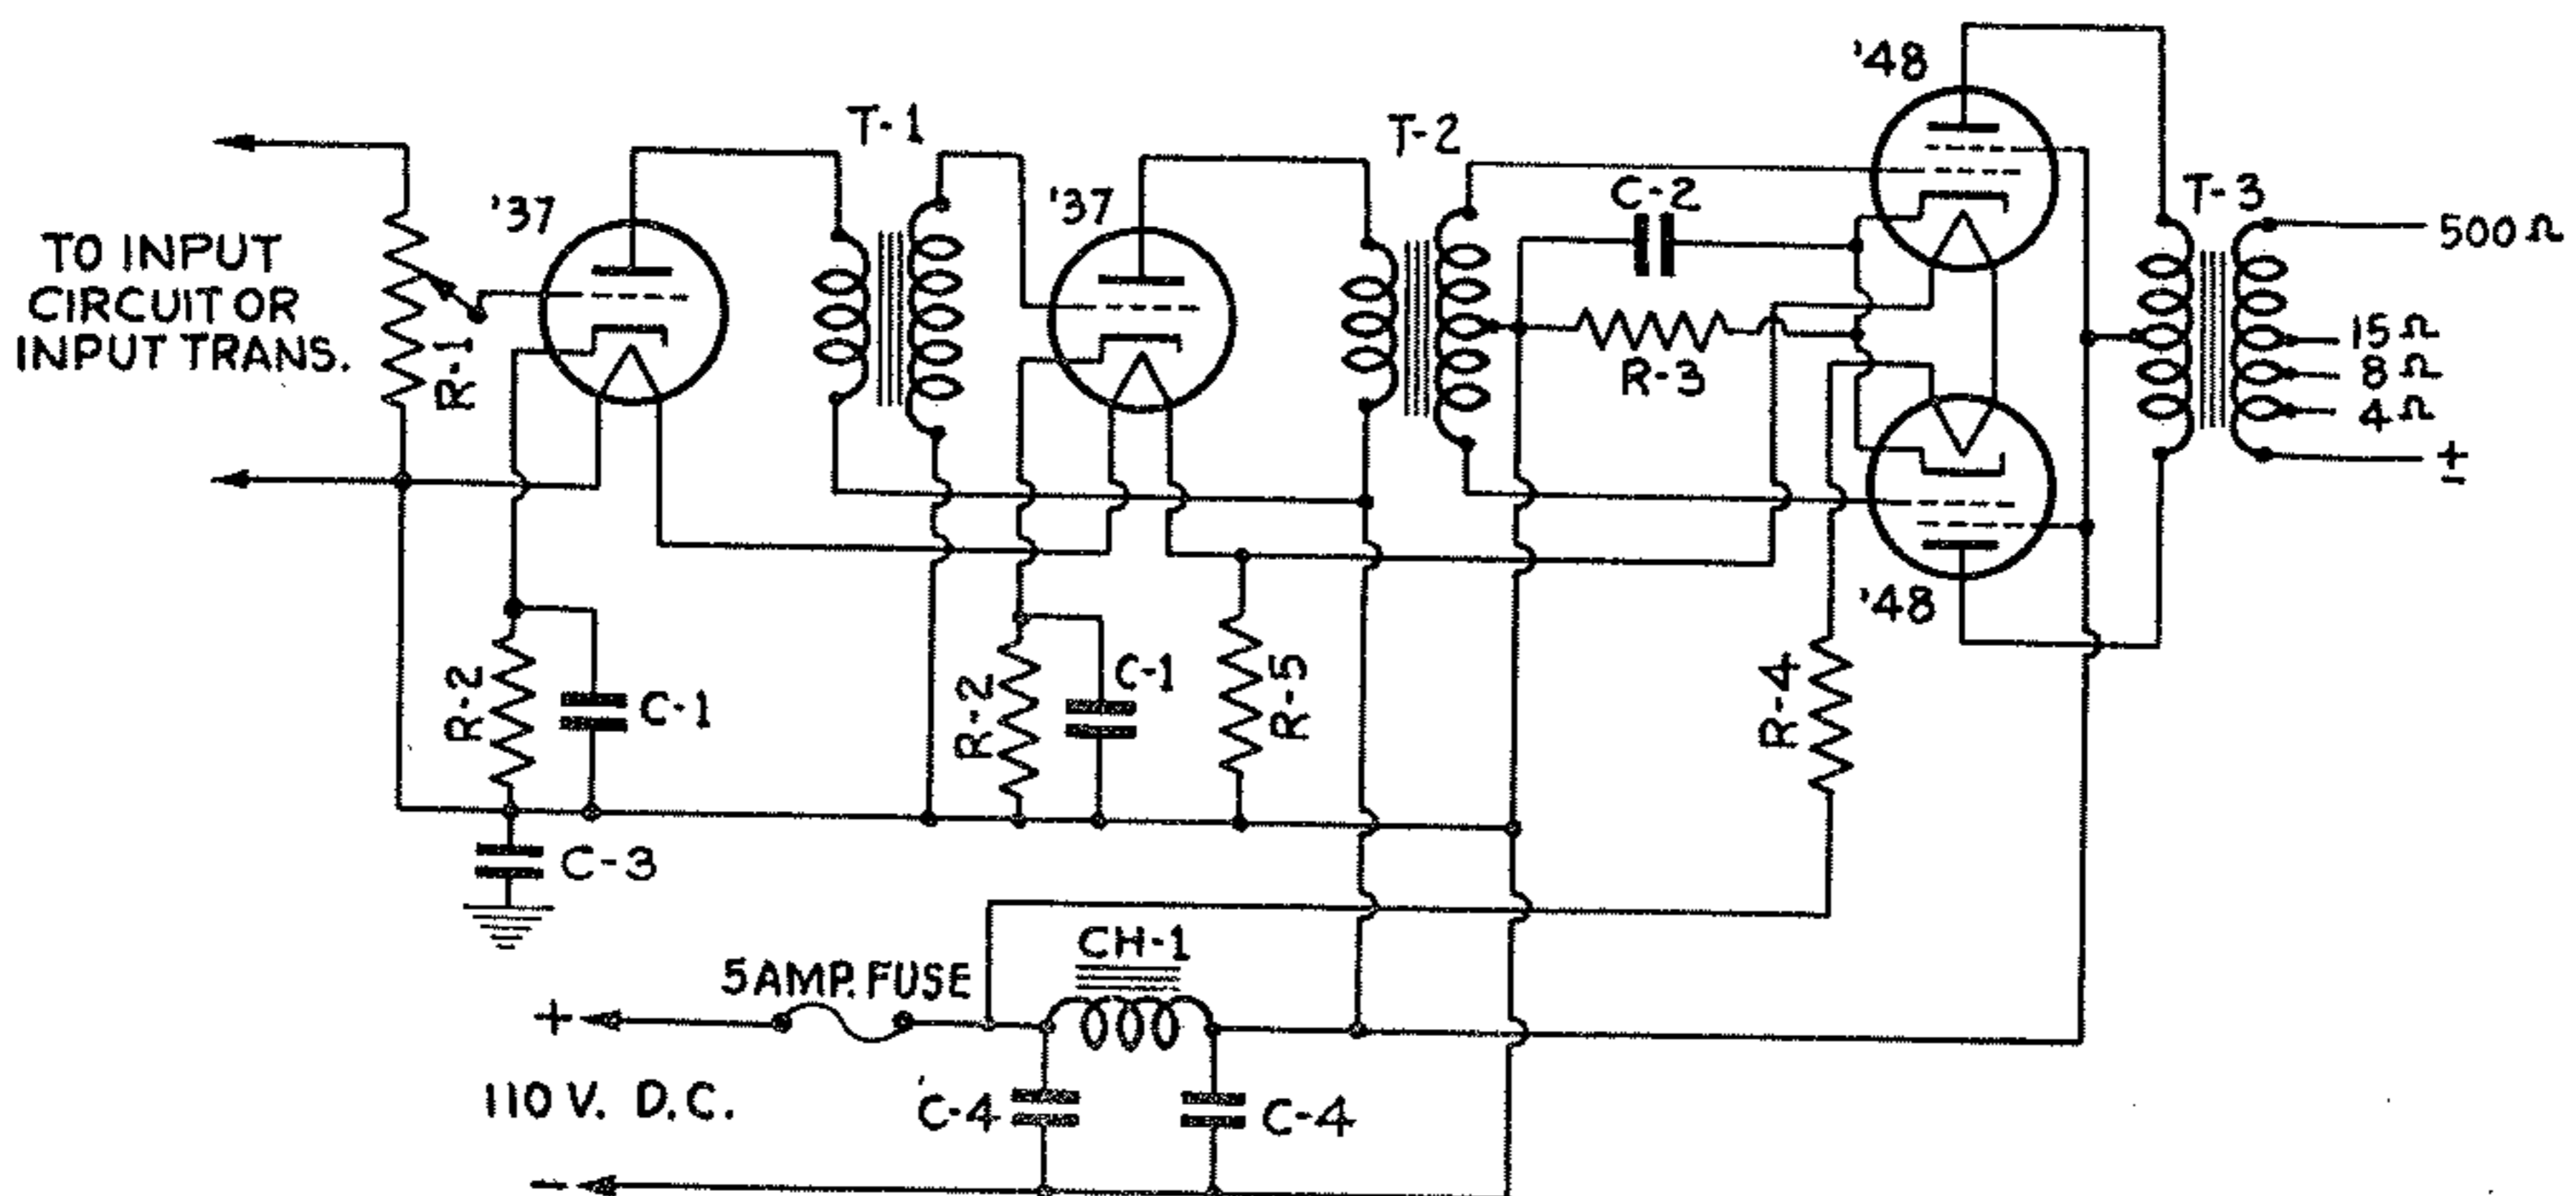 '48
T-1
T-2
'37
'37
C-2
T-3
500 Ω
TO INPUT
CIRCUIT OR
INPUT TRANS.
R-1
R-3
15 Ω
8 Ω
4 Ω
±
'48
R-2
C-1
R-2
C-1
R-5
R-4
C-3
CH-1
5 AMP. FUSE
+
110 V. D.C.
C-4
C-4
-